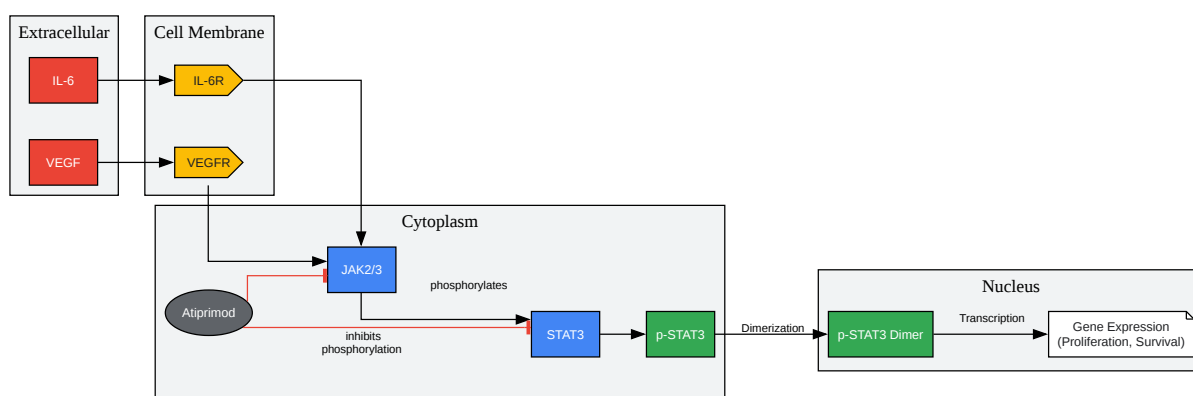 Extracellular
Cell Membrane
IL-6
IL-6R
VEGF
VEGFR
Cytoplasm
JAK2/3
phosphorylates
Atiprimod
inhibits
phosphorylation
STAT3
p-STAT3
Dimerization
Nucleus
p-STAT3 Dimer
Transcription
Gene Expression
(Proliferation, Survival)